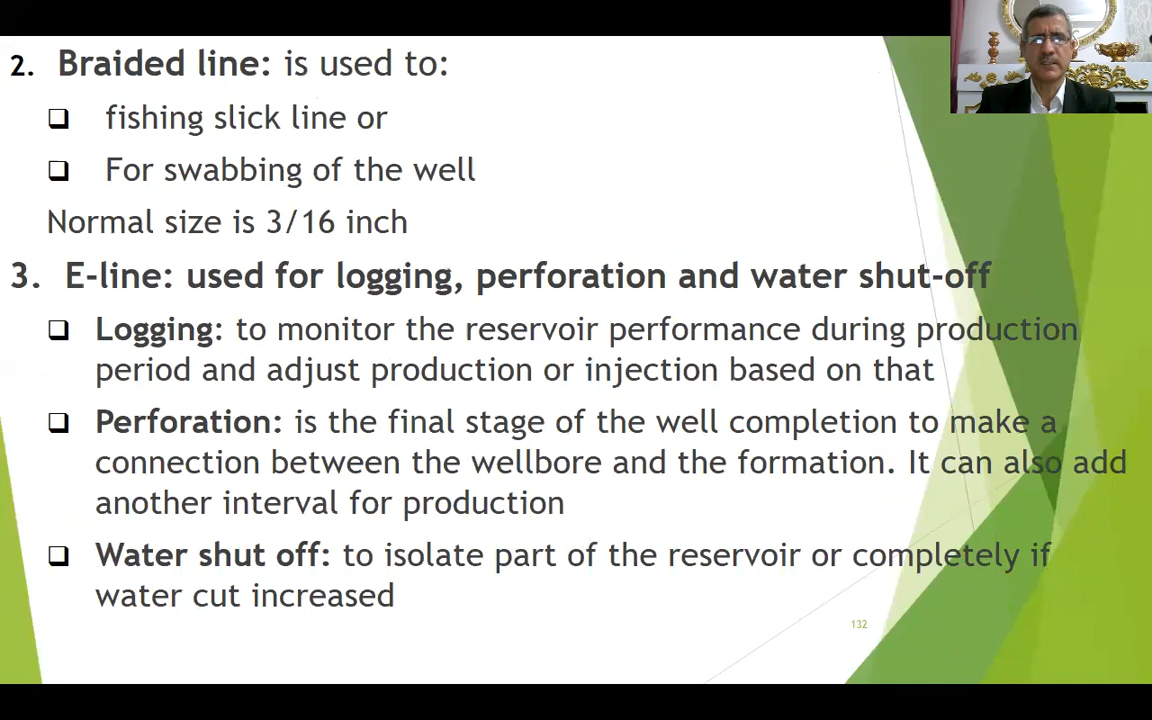 2. Braided line: is used to:
❑ fishing slick line or
❑ For swabbing of the well
Normal size is 3/16 inch
3. E-line: used for logging, perforation and water shut-off
❑ Logging: to monitor the reservoir performance during production
period and adjust production or injection based on that
❑ Perforation: is the final stage of the well completion to make a
connection between the wellbore and the formation. It can also add
another interval for production
❑ Water shut off: to isolate part of the reservoir or completely if
water cut increased
132